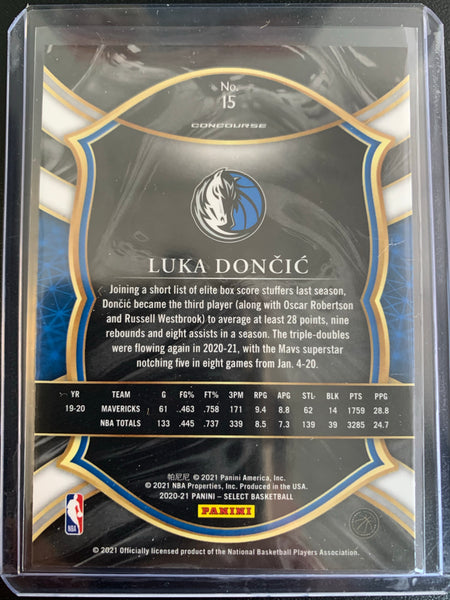 No.
15
CONCOURSE
LUKA DONČIĆ
Joining a short list of elite box score stuffers last season,
Dončić became the third player (along with Oscar Robertson
and Russell Westbrook) to average at least 28 points, nine
rebounds and eight assists in a season. The triple-doubles
were flowing again in 2020-21, with the Mavs superstar
notching five in eight games from Jan. 4-20.
YR TEAM G FG% FT% 3PM RPG APG STL BLK PTS PPG
19-20 MAVERICKS 61 .463 .758 171 9.4 8.8 62 14 1759 28.8
NBA TOTALS 133 .445 .737 339 8.5 7.3 139 39 3285 24.7
帕尼尼 © 2021 Panini America, Inc.
© 2021 NBA Properties, Inc. Produced in the USA.
2020-21 PANINI – SELECT BASKETBALL
PANINI
NBA
© 2021 Officially licensed product of the National Basketball Players Association.